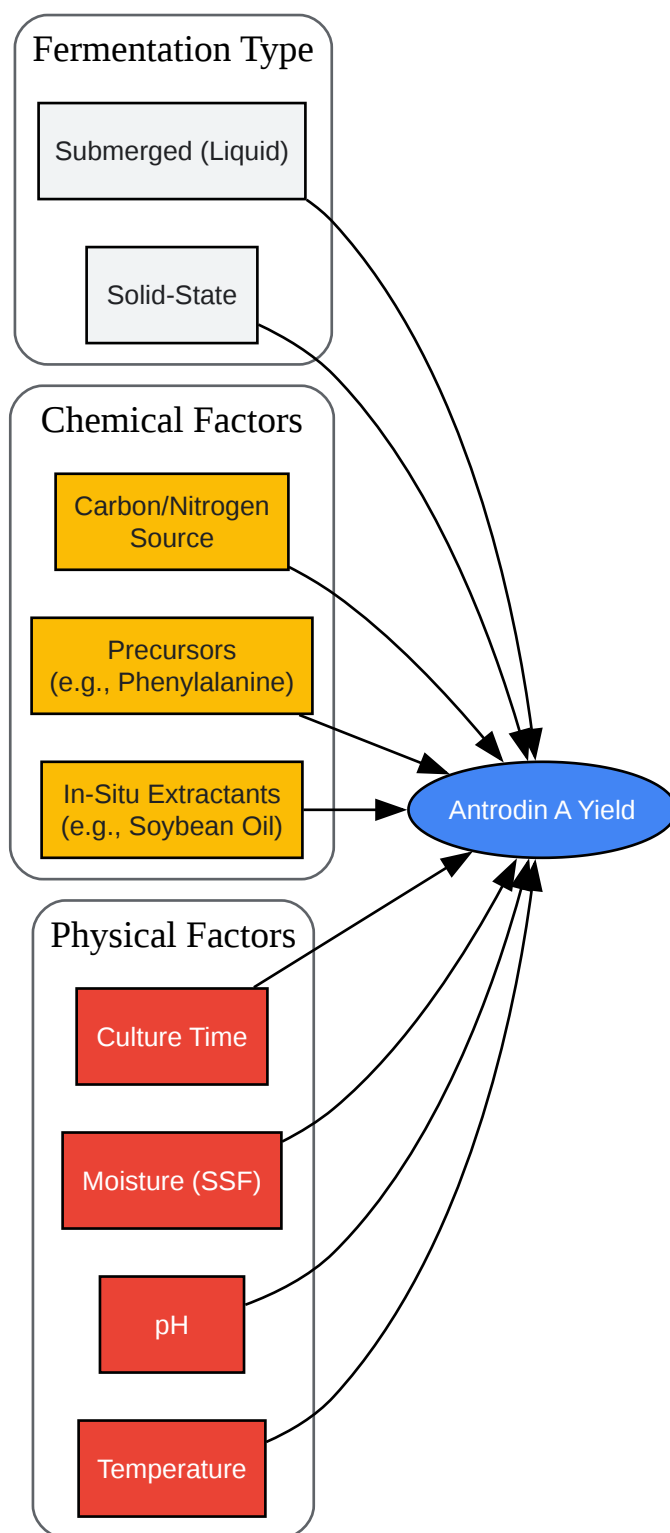 Fermentation Type
Submerged (Liquid)
Solid-State
Chemical Factors
Carbon/Nitrogen
Source
Precursors
(e.g., Phenylalanine)
In-Situ Extractants
(e.g., Soybean Oil)
Antrodin A Yield
Physical Factors
Culture Time
Moisture (SSF)
pH
Temperature